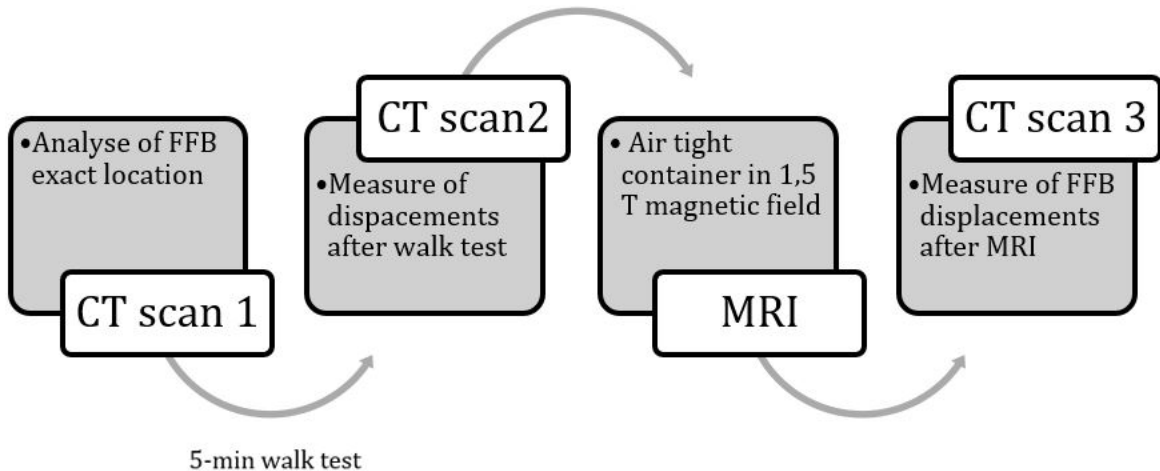 •Analyse of FFB
exact location
CT scan 1
5-min walk test
CT scan2
•Measure of
dispacements
after walk test
• Air tight
container in 1,5
T magnetic field
MRI
CT scan 3
•Measure of FFB
displacements
after MRI